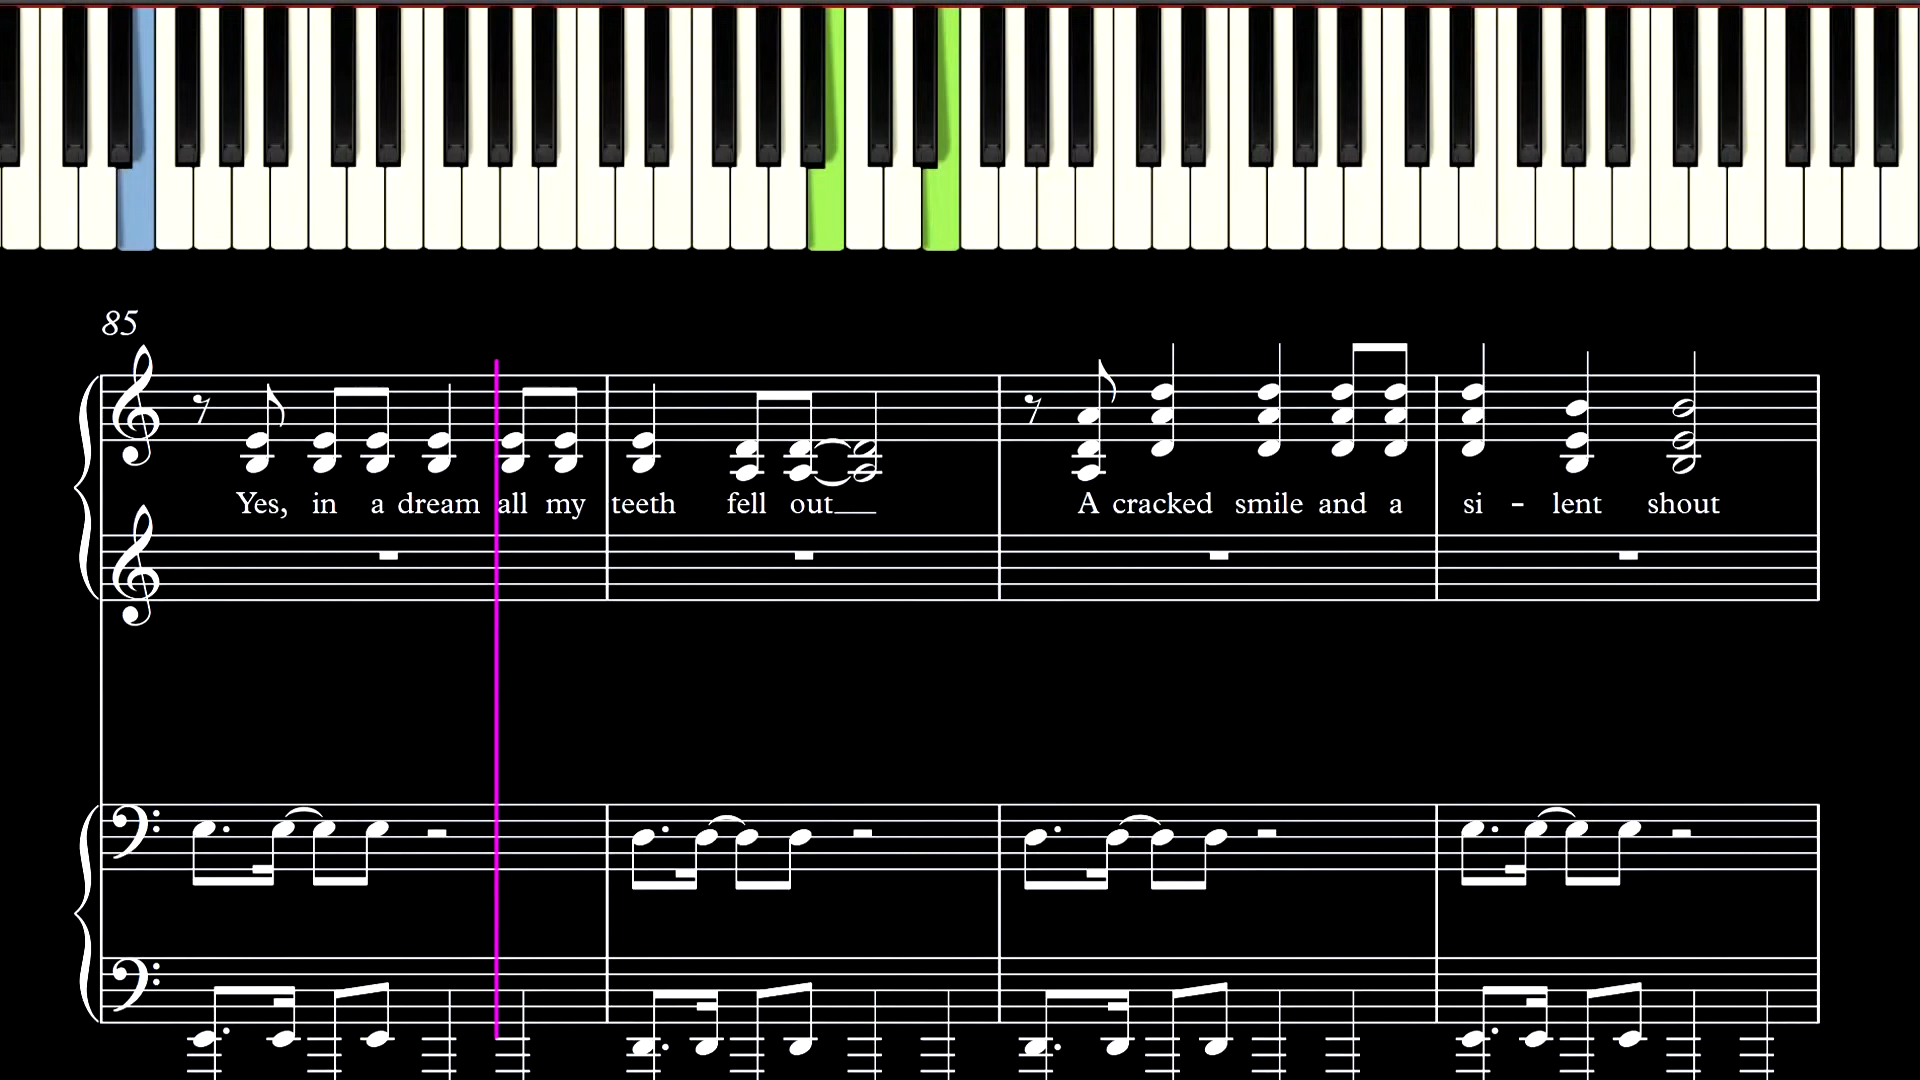 85
Yes, in a dream all my teeth fell out A cracked smile and a si - lent shout